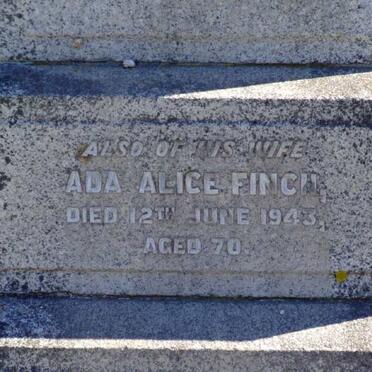 ALSO OF HIS WIFE
ADA ALICE FINCH,
DIED 12TH JUNE 1943,
AGED 70.